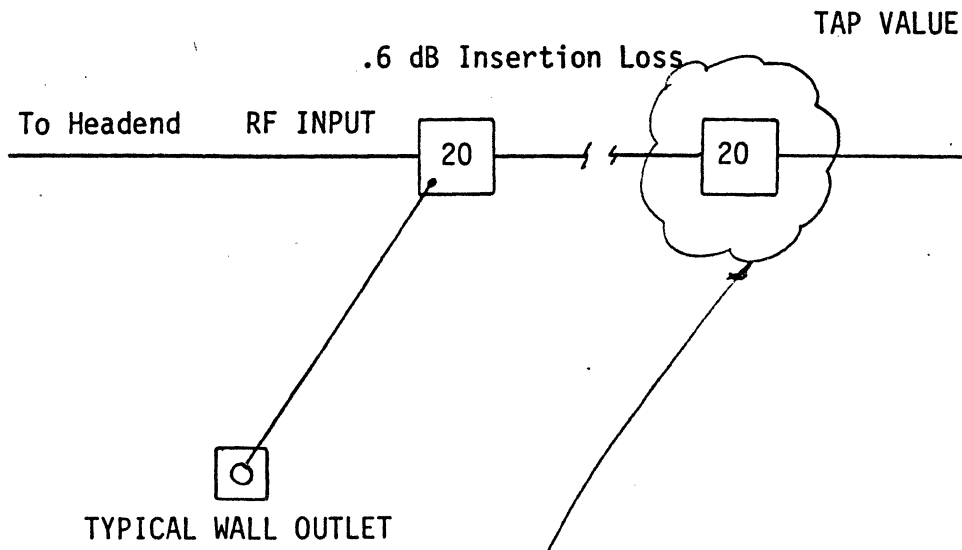 TAP VALUE
.6 dB Insertion Loss
To Headend RF INPUT
20
20
TYPICAL WALL OUTLET